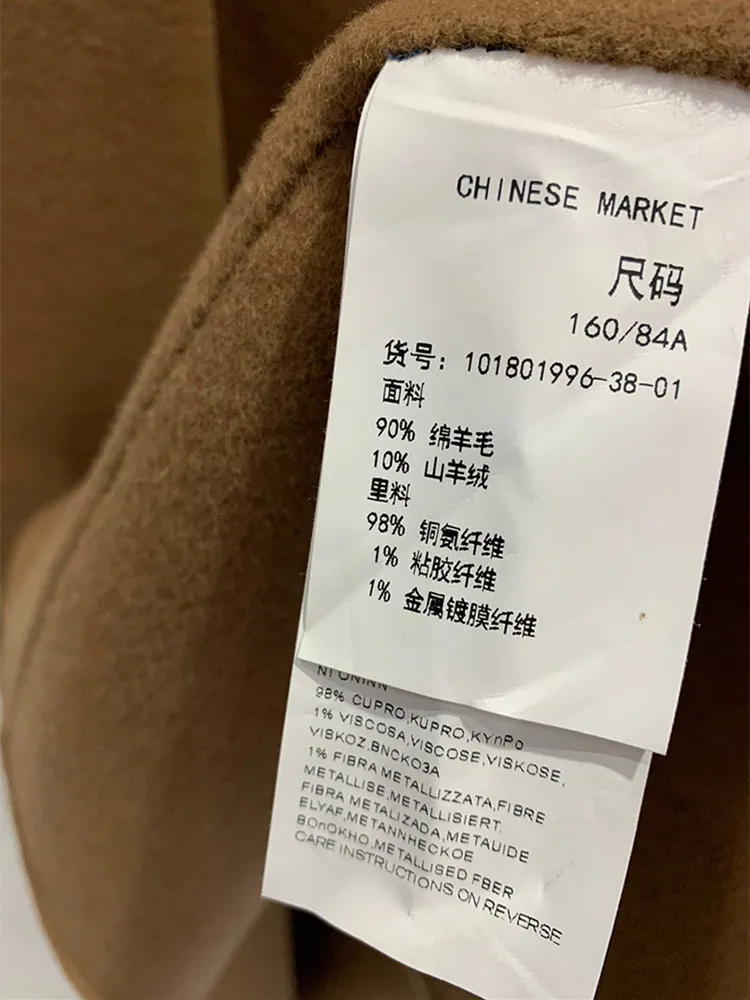 CHINESE MARKET
尺码
160/84A
货号: 101801996-38-01
面料
90% 绵羊毛
10% 山羊绒
里料
98% 铜氨纤维
1% 粘胶纤维
1% 金属镀膜纤维
98% CUPRO,KUPRO,KYnPo
1% VISCOSA,VISCOSE,VISKOSE,
VISKOZ,BNCKO3A
1% FIBRA METALLIZZATA,FIBRE
METALLISE,METALLISIERT.
FIBRA METALIZADA,METAUIDE
ELYAF,METANNHECKOE
BOnOKHO,METALLISED FBER
CARE INSTRUCTIONS ON REVERSE